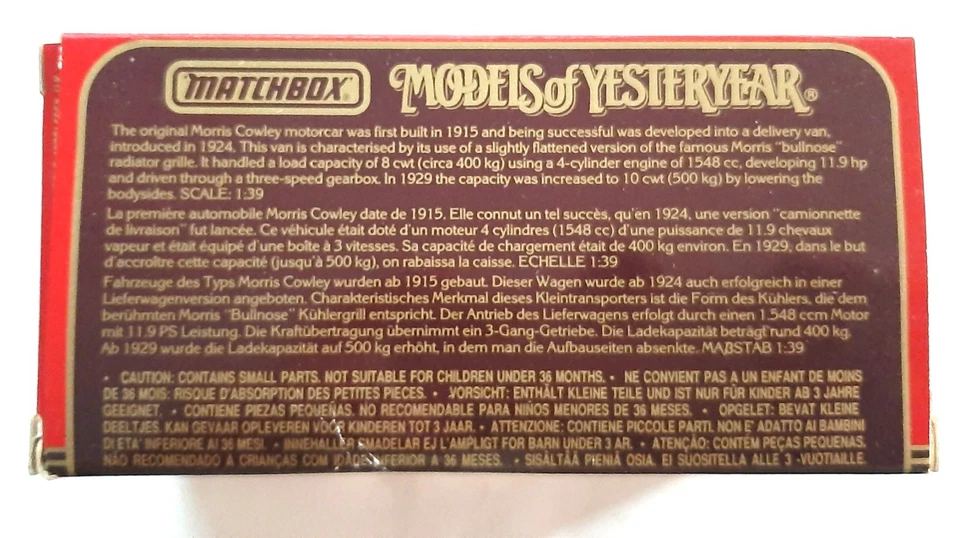 MATCHBOX® MODELS of YESTERYEAR®
The original Morris Cowley motorcar was first built in 1915 and being successful was developed into a delivery van,
introduced in 1924. This van is characterised by its use of a slightly flattened version of the famous Morris "bullnose"
radiator grille. It handled a load capacity of 8 cwt (circa 400 kg) using a 4-cylinder engine of 1548 cc, developing 11.9 hp
and driven through a three-speed gearbox. In 1929 the capacity was increased to 10 cwt (500 kg) by lowering the
bodysides. SCALE: 1:39
La première automobile Morris Cowley date de 1915. Elle connut un tel succès, qu'en 1924, une version "camionnette
de livraison" fut lancée. Ce véhicule était doté d'un moteur 4 cylindres (1548 cc) d'une puissance de 11.9 chevaux
vapeur et était équipé d'une boîte à 3 vitesses. Sa capacité de chargement était de 400 kg environ. En 1929, dans le but
d'accroître cette capacité (jusqu'à 500 kg), on rabaissa la caisse. ECHELLE 1:39
Fahrzeuge des Typs Morris Cowley wurden ab 1915 gebaut. Dieser Wagen wurde ab 1924 auch erfolgreich in einer
Lieferwagenversion angeboten. Charakteristisches Merkmal dieses Kleintransporters ist die Form des Kühlers, die dem
berühmten Morris "Bullnose" Kühlergrill entspricht. Der Antrieb des Lieferwagens erfolgt durch einen 1.548 ccm Motor
mit 11.9 PS Leistung. Die Kraftübertragung übernimmt ein 3-Gang-Getriebe. Die Ladekapazität beträgt rund 400 kg.
Ab 1929 wurde die Ladekapazität auf 500 kg erhöht, in dem man die Aufbauseiten absenkte. MAßSTAB 1:39
• CAUTION: CONTAINS SMALL PARTS. NOT SUITABLE FOR CHILDREN UNDER 36 MONTHS. • NE CONVIENT PAS A UN ENFANT DE MOINS
DE 36 MOIS: RISQUE D'ABSORPTION DES PETITES PIECES. • VORSICHT: ENTHÄLT KLEINE TEILE UND IST NUR FÜR KINDER AB 3 JAHRE
GEEIGNET. • CONTIENE PIEZAS PEQUEÑAS. NO RECOMENDABLE PARA NIÑOS MENORES DE 36 MESES. • OPGELET: BEVAT KLEINE
DEELTJES. KAN GEVAAR OPLEVEREN VOOR KINDEREN TOT 3 JAAR. • ATTENZIONE: CONTIENE PICCOLE PARTI. NON E' ADATTO AI BAMBINI
DI ETA' INFERIORE AI 36 MESI. • INNEHALLER SMADELAR EJ LAMPLIGT FOR BARN UNDER 3 AR. • ATENÇÃO: CONTÉM PEÇAS PEQUENAS.
NÃO RECOMENDADO A CRIANÇAS COM IDADE INFERIOR A 36 MESES. • SISÄLTÄÄ PIENIÄ OSIA. EI SUOSITELLA ALLE 3 -VUOTIAILLE.